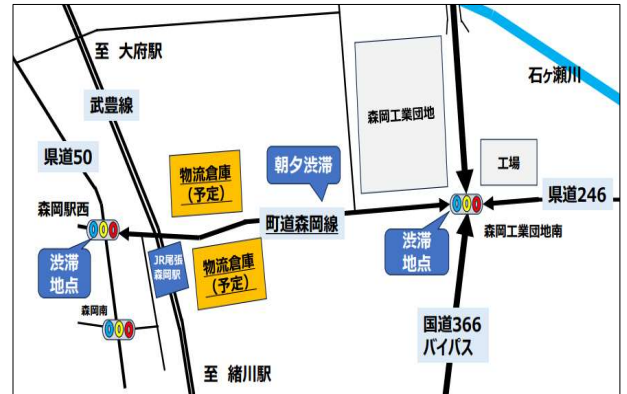 至 大府駅
石ヶ瀬川
武豊線
森岡工業団地
県道50
物流倉庫
(予定)
朝夕渋滞
工場
県道246
森岡駅西
町道森岡線
渋滞
地点
森岡工業団地南
渋滞
地点
JR尾張
森岡駅
物流倉庫
(予定)
森岡南
国道366
バイパス
至 緒川駅